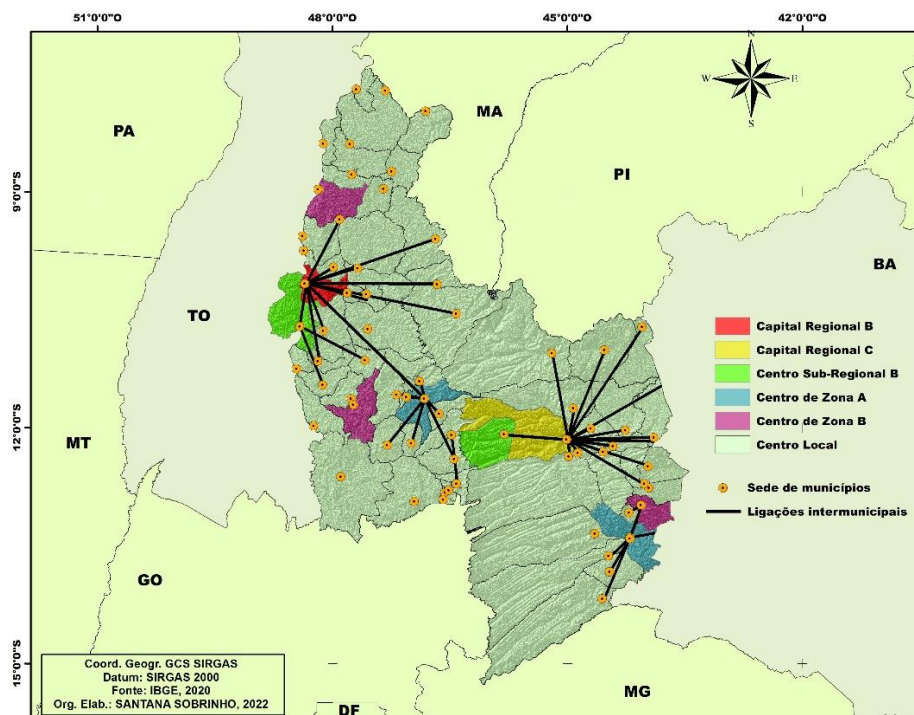 51°0'0"O 48°0'0"O 45°0'0"O 42°0'0"O
N
W E
S
PA
MA
PI
9°0'0"S
BA
TO
Capital Regional B
Capital Regional C
Centro Sub-Regional B
Centro de Zona A
Centro de Zona B
Centro Local
12°0'0"S
MT
Sede de municípios
Ligações intermunicipais
GO
15°0'0"S
Coord. Geogr. GCS SIRGAS
Datum: SIRGAS 2000
Fonte: IBGE, 2020
Org. Elab.: SANTANA SOBRINHO, 2022
MG
DF